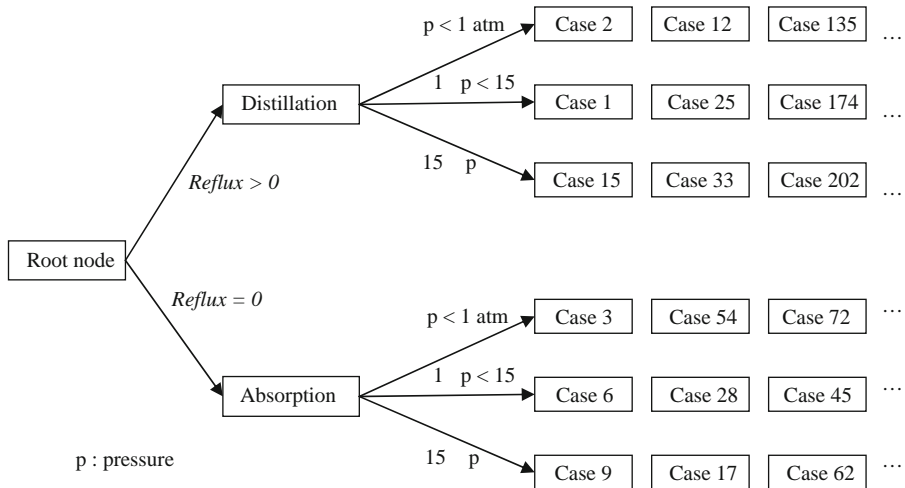 p < 1 atm
Case 2 Case 12 Case 135 ...
Distillation
1 p < 15
Case 1 Case 25 Case 174 ...
15 p
Case 15 Case 33 Case 202 ...
Reflux > 0
Root node
Reflux = 0
p < 1 atm
Case 3 Case 54 Case 72 ...
Absorption
1 p < 15
Case 6 Case 28 Case 45 ...
15 p
Case 9 Case 17 Case 62 ...
p : pressure